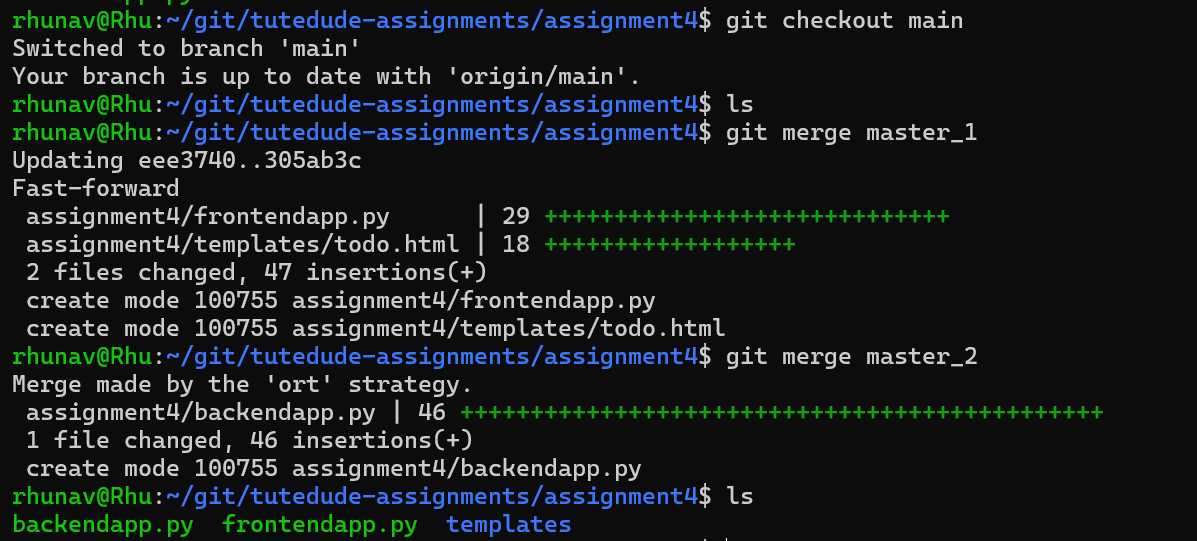 rhunav@Rhu:~/git/tutedude-assignments/assignment4$ git checkout main
Switched to branch 'main'
Your branch is up to date with 'origin/main'.
rhunav@Rhu:~/git/tutedude-assignments/assignment4$ ls
rhunav@Rhu:~/git/tutedude-assignments/assignment4$ git merge master_1
Updating eee3740..305ab3c
Fast-forward
 assignment4/frontendapp.py      | 29 +++++++++++++++++++++++++++++
 assignment4/templates/todo.html | 18 ++++++++++++++++++
 2 files changed, 47 insertions(+)
 create mode 100755 assignment4/frontendapp.py
 create mode 100755 assignment4/templates/todo.html
rhunav@Rhu:~/git/tutedude-assignments/assignment4$ git merge master_2
Merge made by the 'ort' strategy.
 assignment4/backendapp.py | 46 ++++++++++++++++++++++++++++++++++++++++++++++
 1 file changed, 46 insertions(+)
 create mode 100755 assignment4/backendapp.py
rhunav@Rhu:~/git/tutedude-assignments/assignment4$ ls
backendapp.py  frontendapp.py  templates